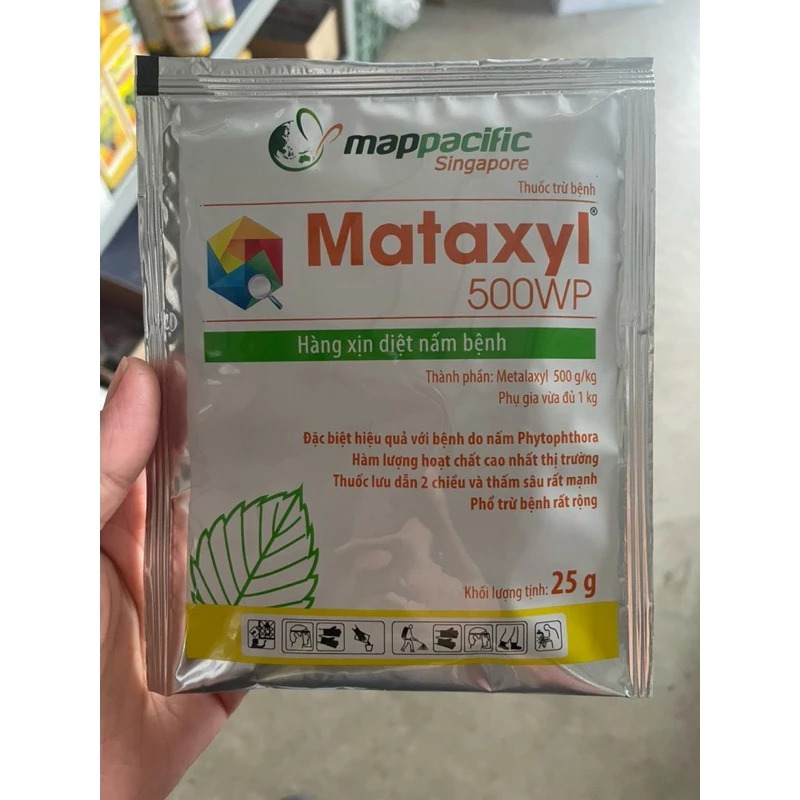 mappacific
Singapore
Thuốc trừ bệnh
Mataxyl®
500WP
Hàng xịn diệt nấm bệnh
Thành phần: Metalaxyl 500 g/kg
Phụ gia vừa đủ 1 kg
Đặc biệt hiệu quả với bệnh do nấm Phytophthora
Hàm lượng hoạt chất cao nhất thị trường
Thuốc lưu dẫn 2 chiều và thấm sâu rất mạnh
Phổ trừ bệnh rất rộng
Khối lượng tịnh: 25 g